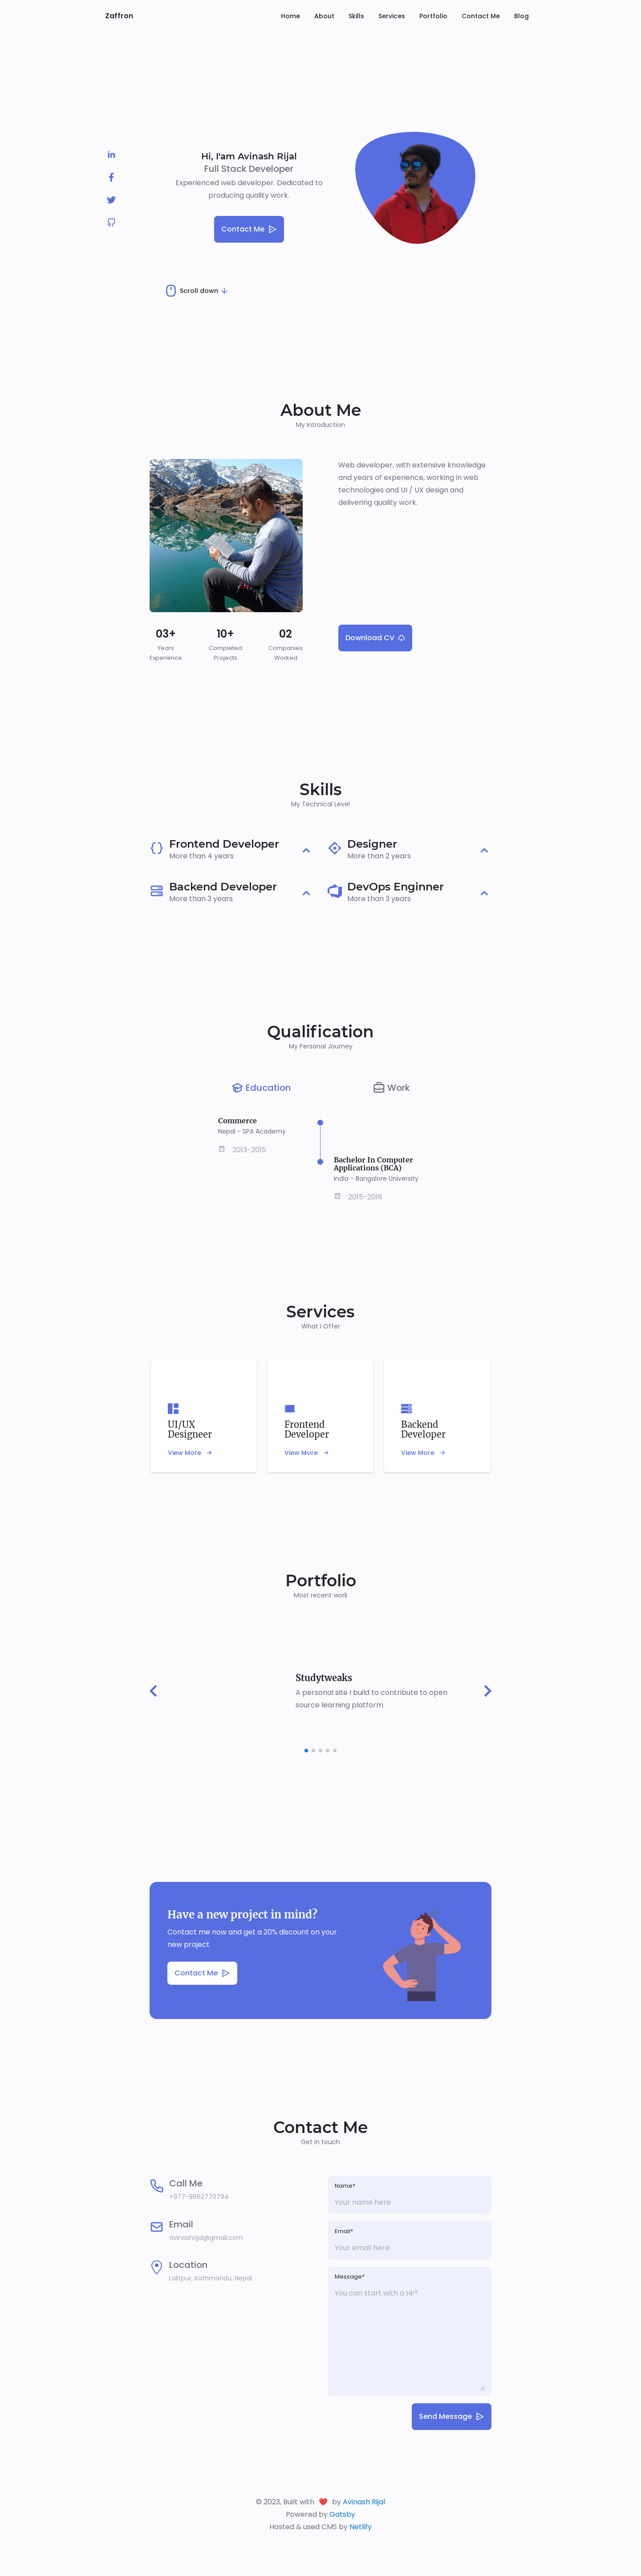 Zaffron
Home About Skills Services Portfolio Contact Me Blog
Hi, I'am Avinash Rijal
Full Stack Developer
Experienced web developer. Dedicated to
producing quality work.
Contact Me
Scroll down
About Me
My Introduction
Web developer, with extensive knowledge
and years of experience, working in web
technologies and UI / UX design and
delivering quality work.
03+
Years
Experience
10+
Completed
Projects
02
Companies
Worked
Download CV
Skills
My Technical Level
Frontend Developer
More than 4 years
Designer
More than 2 years
Backend Developer
More than 3 years
DevOps Enginner
More than 3 years
Qualification
My Personal Journey
Education
Work
Commerce
Nepal - SPA Academy
2013-2015
Bachelor In Computer
Applications (BCA)
India - Bangalore University
2015-2018
Services
What I Offer
UI/UX
Designeer
View More
Frontend
Developer
View More
Backend
Developer
View More
Portfolio
Most recent work
Studytweaks
A personal site I build to contribute to open
source learning platform
Have a new project in mind?
Contact me now and get a 20% discount on your
new project
Contact Me
Contact Me
Get in touch
Call Me
+977-9862770794
Email
avinashrijal@gmail.com
Location
Lalitpur, Kathmandu, Nepal
Name*
Your name here
Email*
Your email here
Message*
You can start with a Hi!*
Send Message
© 2023, Built with ❤️ by Avinash Rijal
Powered by Gatsby
Hosted & used CMS by Netlify